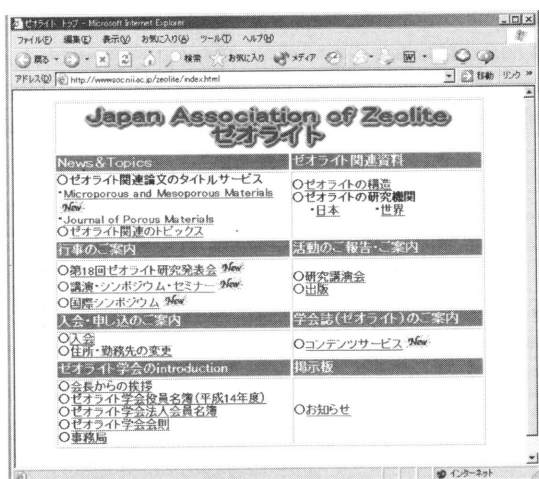 ゼオライト トップ - Microsoft Internet Explorer
ファイル(F) 編集(E) 表示(V) お気に入り(A) ツール(T) ヘルプ(H)
戻る 検索 お気に入り メディア
アドレス(D) http://wwwsoc.nii.ac.jp/zeolite/index.html 移動 リンク »
Japan Association of Zeolite
ゼオライト
News＆Topics
○ゼオライト関連論文のタイトルサービス
・Microporous and Mesoporous Materials
New
・Journal of Porous Materials
○ゼオライト関連のトピックス
ゼオライト関連資料
○ゼオライトの構造
○ゼオライトの研究機関
・日本 ・世界
行事のご案内
○第18回ゼオライト研究発表会 New
○講演・シンポジウム・セミナー New
○国際シンポジウム New
活動のご報告・ご案内
○研究講演会
○出版
入会・申し込のご案内
○入会
○住所・勤務先の変更
学会誌(ゼオライト)のご案内
○コンテンツサービス New
ゼオライト学会のintroduction
○会長からの挨拶
○ゼオライト学会役員名簿(平成14年度)
○ゼオライト学会法人会員名簿
○ゼオライト学会会則
○事務局
掲示板
○お知らせ
インターネット